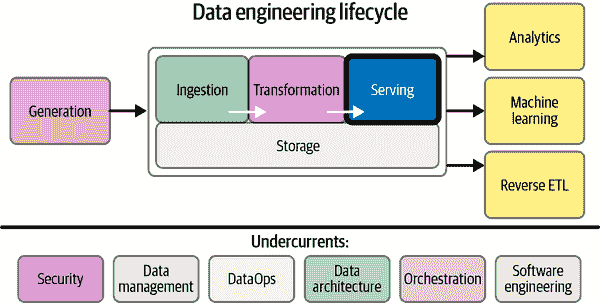 Data engineering lifecycle
Generation
Ingestion
Transformation
Serving
Storage
Analytics
Machine
learning
Reverse ETL
Undercurrents:
Security
Data
management
DataOps
Data
architecture
Orchestration
Software
engineering